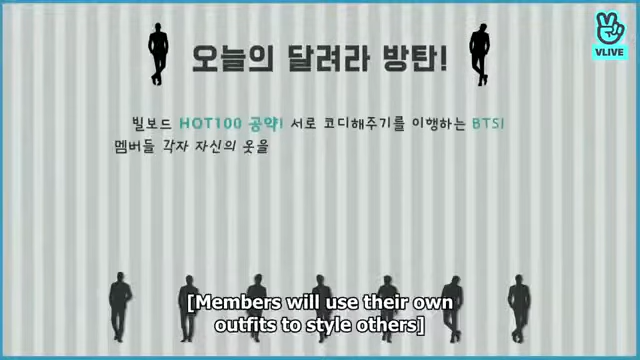 오늘의 달려라 방탄!
VLIVE
빌보드 HOT100 공약! 서로 코디해주기를 이행하는 BTS!
멤버들 각자 자신의 옷을
[Members will use their own
outfits to style others]